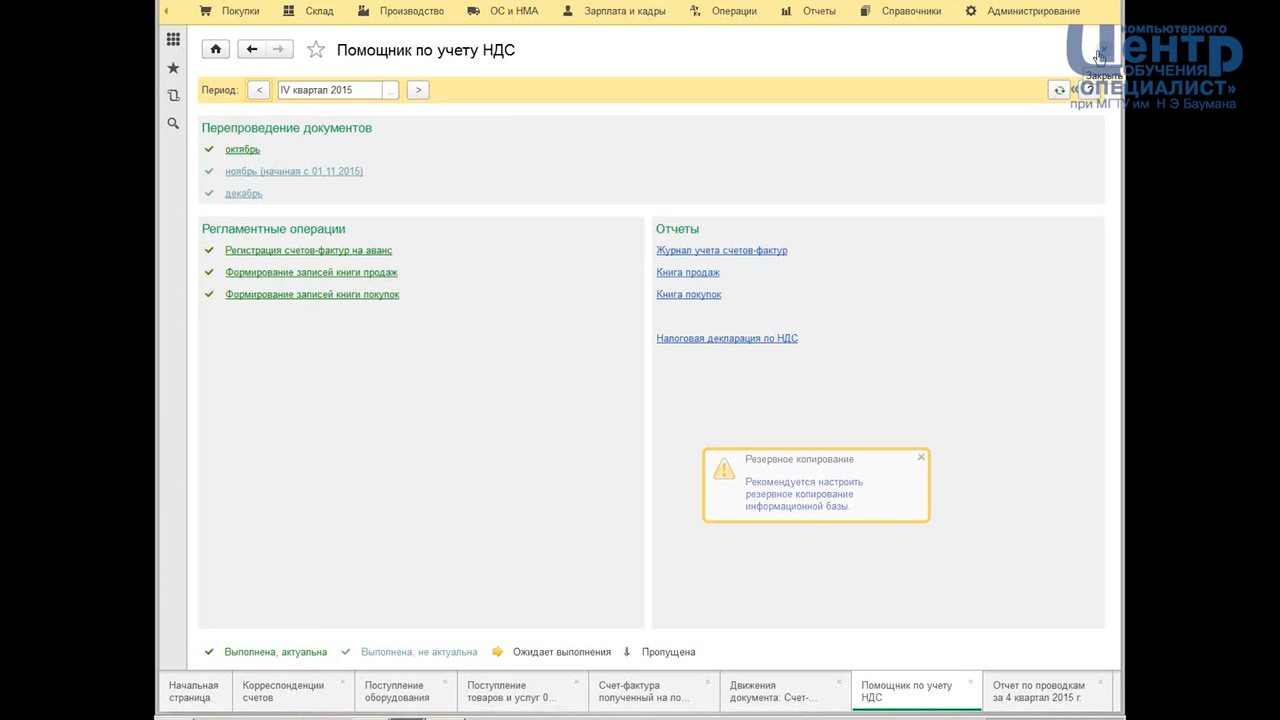 Покупки Склад Производство ОС и НМА Зарплата и кадры Операции Отчеты Справочники Администрирование
Помощник по учету НДС
компьютерного
Центр
ОБУЧЕНИЯ
«СПЕЦИАЛИСТ»
при МГТУ им Н Э Баумана
Закрыть
Период: < IV квартал 2015 ... > ?
Перепроведение документов
октябрь
ноябрь (начиная с 01.11.2015)
декабрь
Регламентные операции
Регистрация счетов-фактур на аванс
Формирование записей книги продаж
Формирование записей книги покупок
Отчеты
Журнал учета счетов-фактур
Книга продаж
Книга покупок
Налоговая декларация по НДС
Резервное копирование
Рекомендуется настроить
резервное копирование
информационной базы.
Выполнена, актуальна Выполнена, не актуальна Ожидает выполнения Пропущена
Начальная
страница
Корреспонденции
счетов
Поступление
оборудования
Поступление
товаров и услуг 0...
Счет-фактура
полученный на по...
Движения
документа: Счет-...
Помощник по учету
НДС
Отчет по проводкам
за 4 квартал 2015 г.